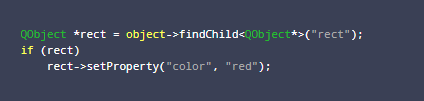 QObject *rect = object->findChild<QObject*>("rect");
if (rect)
    rect->setProperty("color", "red");